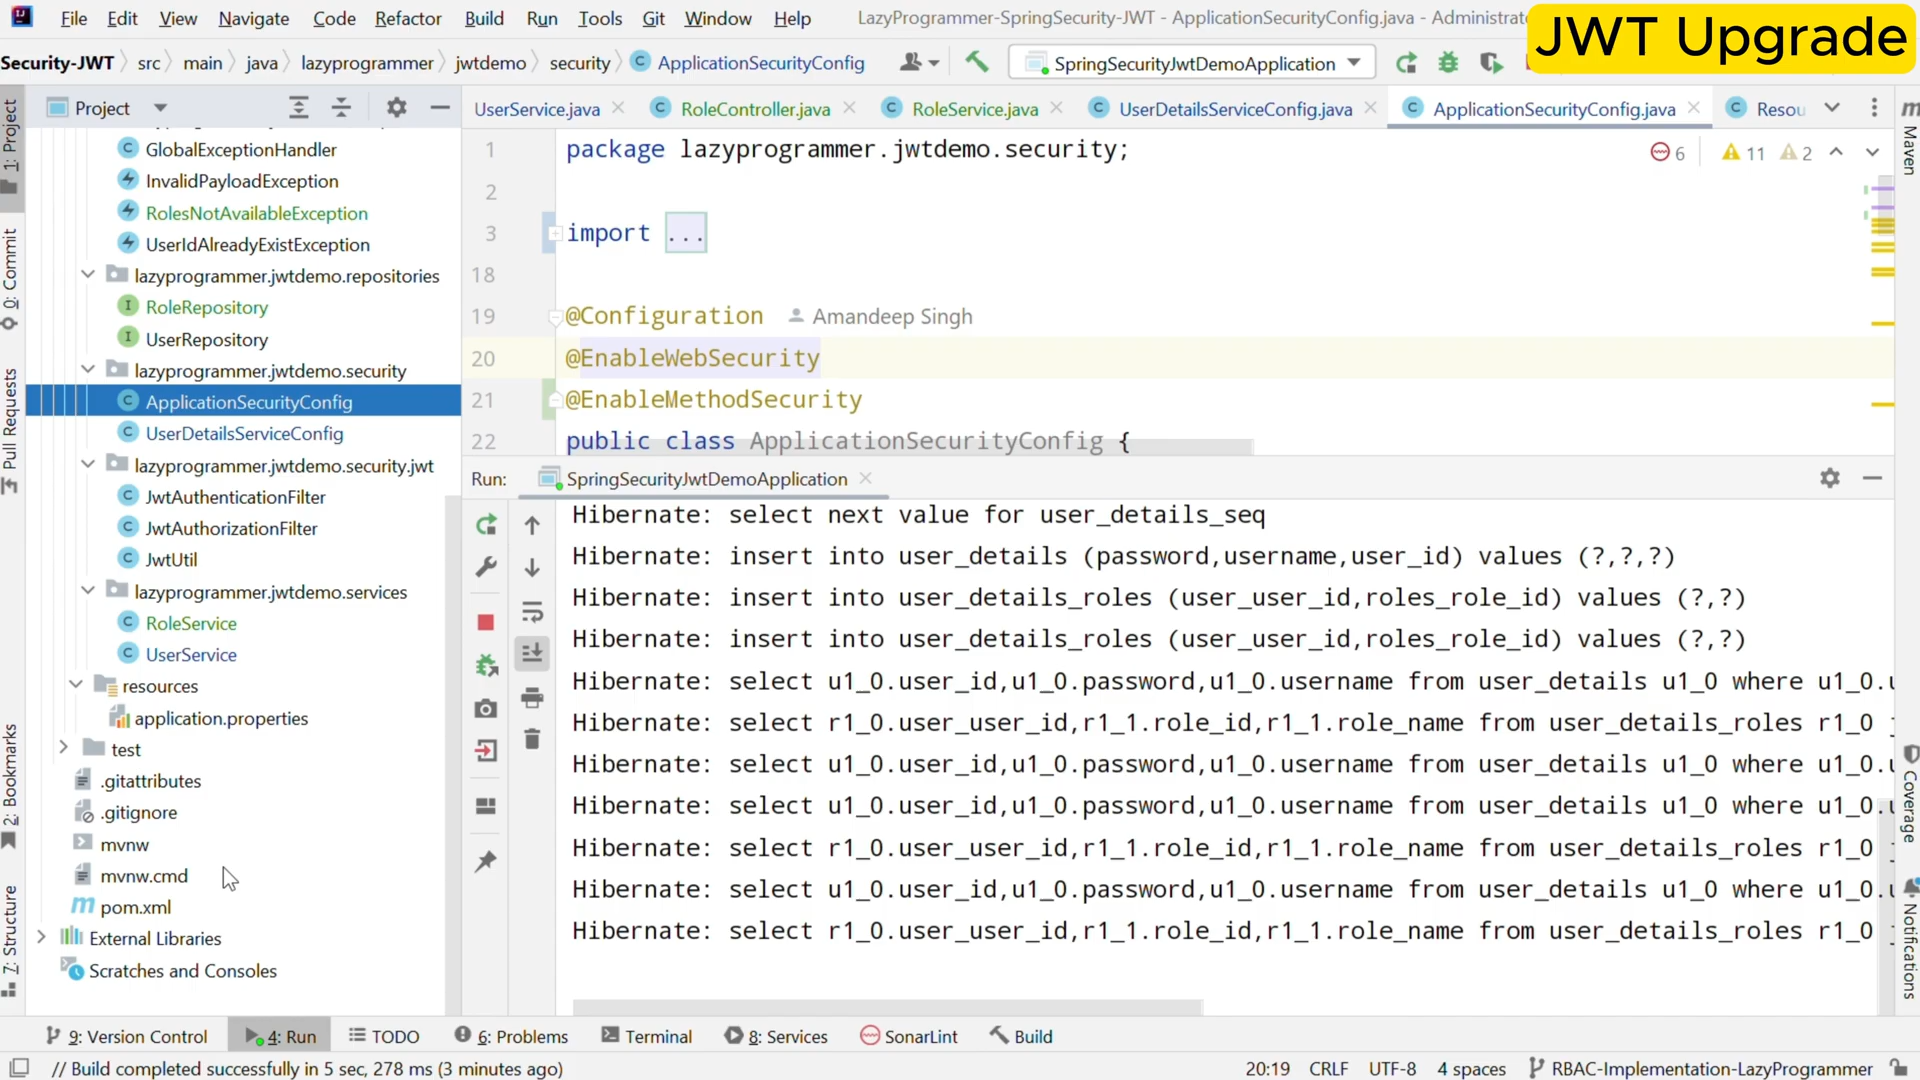 File Edit View Navigate Code Refactor Build Run Tools Git Window Help LazyProgrammer-SpringSecurity-JWT - ApplicationSecurityConfig.java - Administrat
JWT Upgrade
Security-JWT src main java lazyprogrammer jwtdemo security ApplicationSecurityConfig SpringSecurityJwtDemoApplication
Project
UserService.java RoleController.java RoleService.java UserDetailsServiceConfig.java ApplicationSecurityConfig.java Resou
1: Project
0: Commit
Pull Requests
2: Bookmarks
7: Structure
GlobalExceptionHandler
InvalidPayloadException
RolesNotAvailableException
UserIdAlreadyExistException
lazyprogrammer.jwtdemo.repositories
RoleRepository
UserRepository
lazyprogrammer.jwtdemo.security
ApplicationSecurityConfig
UserDetailsServiceConfig
lazyprogrammer.jwtdemo.security.jwt
JwtAuthenticationFilter
JwtAuthorizationFilter
JwtUtil
lazyprogrammer.jwtdemo.services
RoleService
UserService
resources
application.properties
test
.gitattributes
.gitignore
mvnw
mvnw.cmd
pom.xml
External Libraries
Scratches and Consoles
6 11 2
1 package lazyprogrammer.jwtdemo.security;
2
3 import ...
18
19 @Configuration Amandeep Singh
20 @EnableWebSecurity
21 @EnableMethodSecurity
22 public class ApplicationSecurityConfig {
Run: SpringSecurityJwtDemoApplication
Hibernate: select next value for user_details_seq
Hibernate: insert into user_details (password,username,user_id) values (?,?,?)
Hibernate: insert into user_details_roles (user_user_id,roles_role_id) values (?,?)
Hibernate: insert into user_details_roles (user_user_id,roles_role_id) values (?,?)
Hibernate: select u1_0.user_id,u1_0.password,u1_0.username from user_details u1_0 where u1_0.u
Hibernate: select r1_0.user_user_id,r1_1.role_id,r1_1.role_name from user_details_roles r1_0 j
Hibernate: select u1_0.user_id,u1_0.password,u1_0.username from user_details u1_0 where u1_0.u
Hibernate: select u1_0.user_id,u1_0.password,u1_0.username from user_details u1_0 where u1_0.u
Hibernate: select r1_0.user_user_id,r1_1.role_id,r1_1.role_name from user_details_roles r1_0 j
Hibernate: select u1_0.user_id,u1_0.password,u1_0.username from user_details u1_0 where u1_0.u
Hibernate: select r1_0.user_user_id,r1_1.role_id,r1_1.role_name from user_details_roles r1_0 j
Maven
Coverage
Notifications
9: Version Control 4: Run TODO 6: Problems Terminal 8: Services SonarLint Build
// Build completed successfully in 5 sec, 278 ms (3 minutes ago) 20:19 CRLF UTF-8 4 spaces RBAC-Implementation-LazyProgrammer